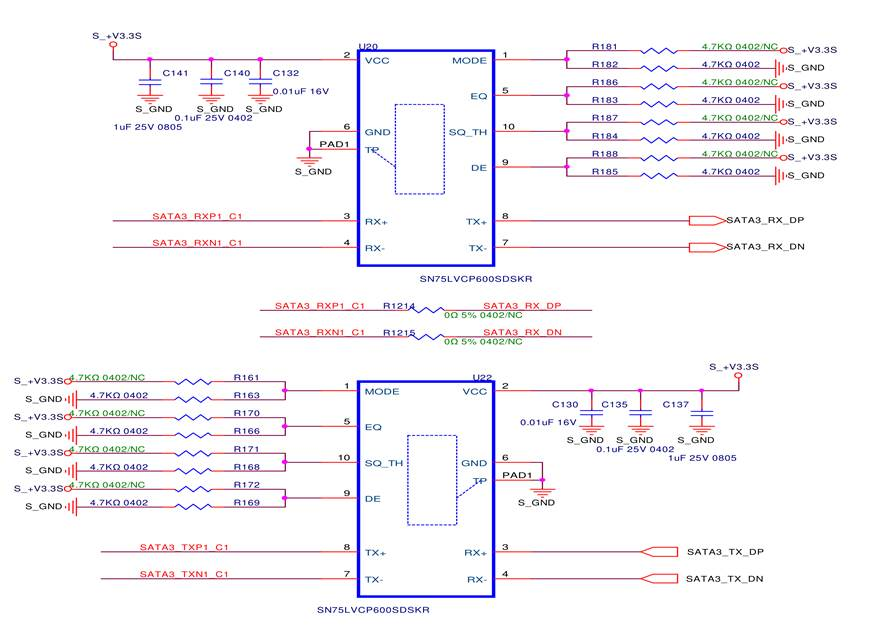 S_+V3.3S
U20
2 VCC MODE 1
C141 C140 C132
0.01uF 16V
S_GND S_GND S_GND
0.1uF 25V 0402
1uF 25V 0805
R181 4.7KΩ 0402/NC S_+V3.3S
R182 4.7KΩ 0402 S_GND
EQ 5
R186 4.7KΩ 0402/NC S_+V3.3S
R183 4.7KΩ 0402 S_GND
6 GND SQ_TH 10
R187 4.7KΩ 0402/NC S_+V3.3S
R184 4.7KΩ 0402 S_GND
PAD1 TP
S_GND
DE 9
R188 4.7KΩ 0402/NC S_+V3.3S
R185 4.7KΩ 0402 S_GND
SATA3_RXP1_C1 3 RX+ TX+ 8 SATA3_RX_DP
SATA3_RXN1_C1 4 RX- TX- 7 SATA3_RX_DN
SN75LVCP600SDSKR
SATA3_RXP1_C1 R1214 SATA3_RX_DP
0Ω 5% 0402/NC
SATA3_RXN1_C1 R1215 SATA3_RX_DN
0Ω 5% 0402/NC
U22
S_+V3.3S
S_+V3.3S 4.7KΩ 0402/NC R161
S_GND 4.7KΩ 0402 R163
1 MODE VCC 2
C130 C135 C137
0.01uF 16V
S_GND S_GND S_GND
0.1uF 25V 0402
1uF 25V 0805
S_+V3.3S 4.7KΩ 0402/NC R170
S_GND 4.7KΩ 0402 R166
5 EQ
S_+V3.3S 4.7KΩ 0402/NC R171
S_GND 4.7KΩ 0402 R168
10 SQ_TH GND 6
TP PAD1
S_GND
S_+V3.3S 4.7KΩ 0402/NC R172
S_GND 4.7KΩ 0402 R169
9 DE
SATA3_TXP1_C1 8 TX+ RX+ 3 SATA3_TX_DP
SATA3_TXN1_C1 7 TX- RX- 4 SATA3_TX_DN
SN75LVCP600SDSKR